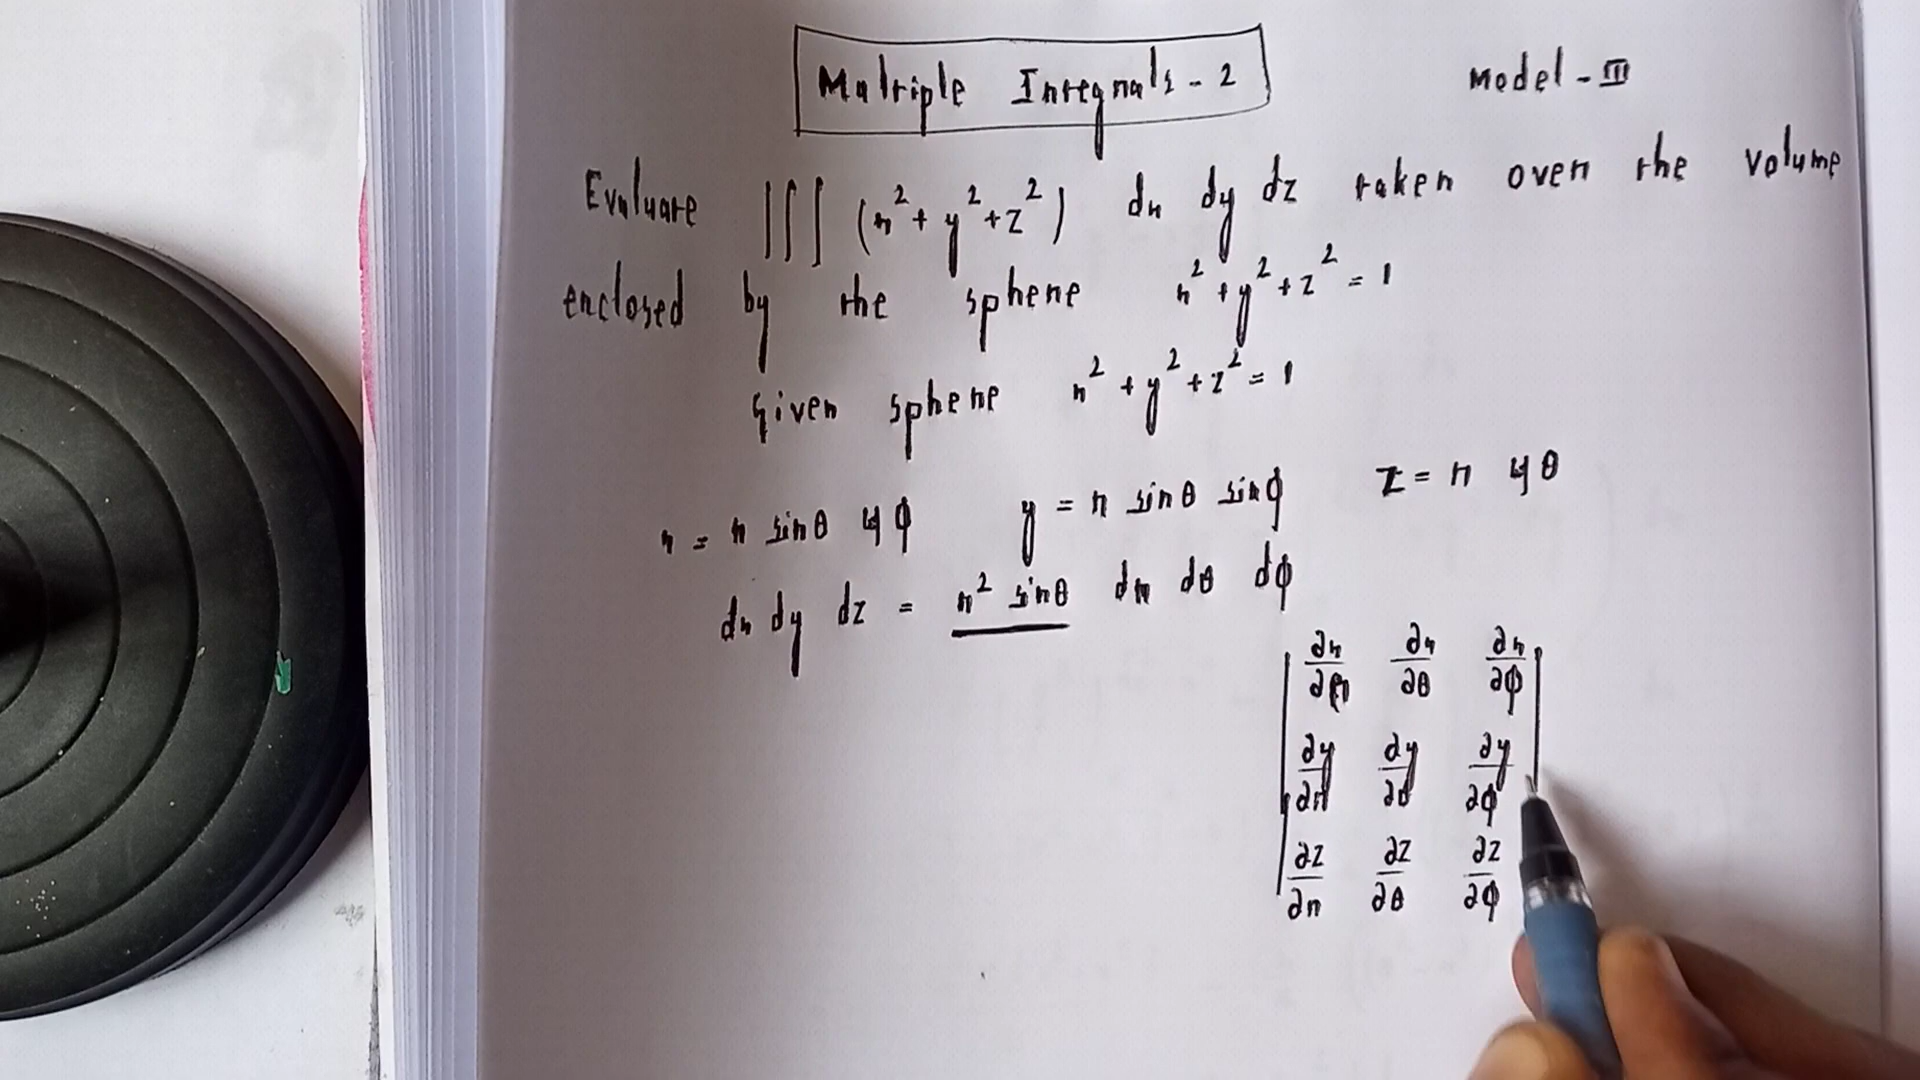 Multiple Integrals - 2
Model - III
Evaluate ∫∫∫ (x² + y² + z²) dx dy dz taken over the volume
enclosed by the sphere x² + y² + z² = 1
Given sphere x² + y² + z² = 1
x = r sinθ cosφ y = r sinθ sinφ z = r cosθ
dx dy dz = r² sinθ dr dθ dφ
∂x/∂r ∂x/∂θ ∂x/∂φ
∂y/∂r ∂y/∂θ ∂y/∂φ
∂z/∂r ∂z/∂θ ∂z/∂φ